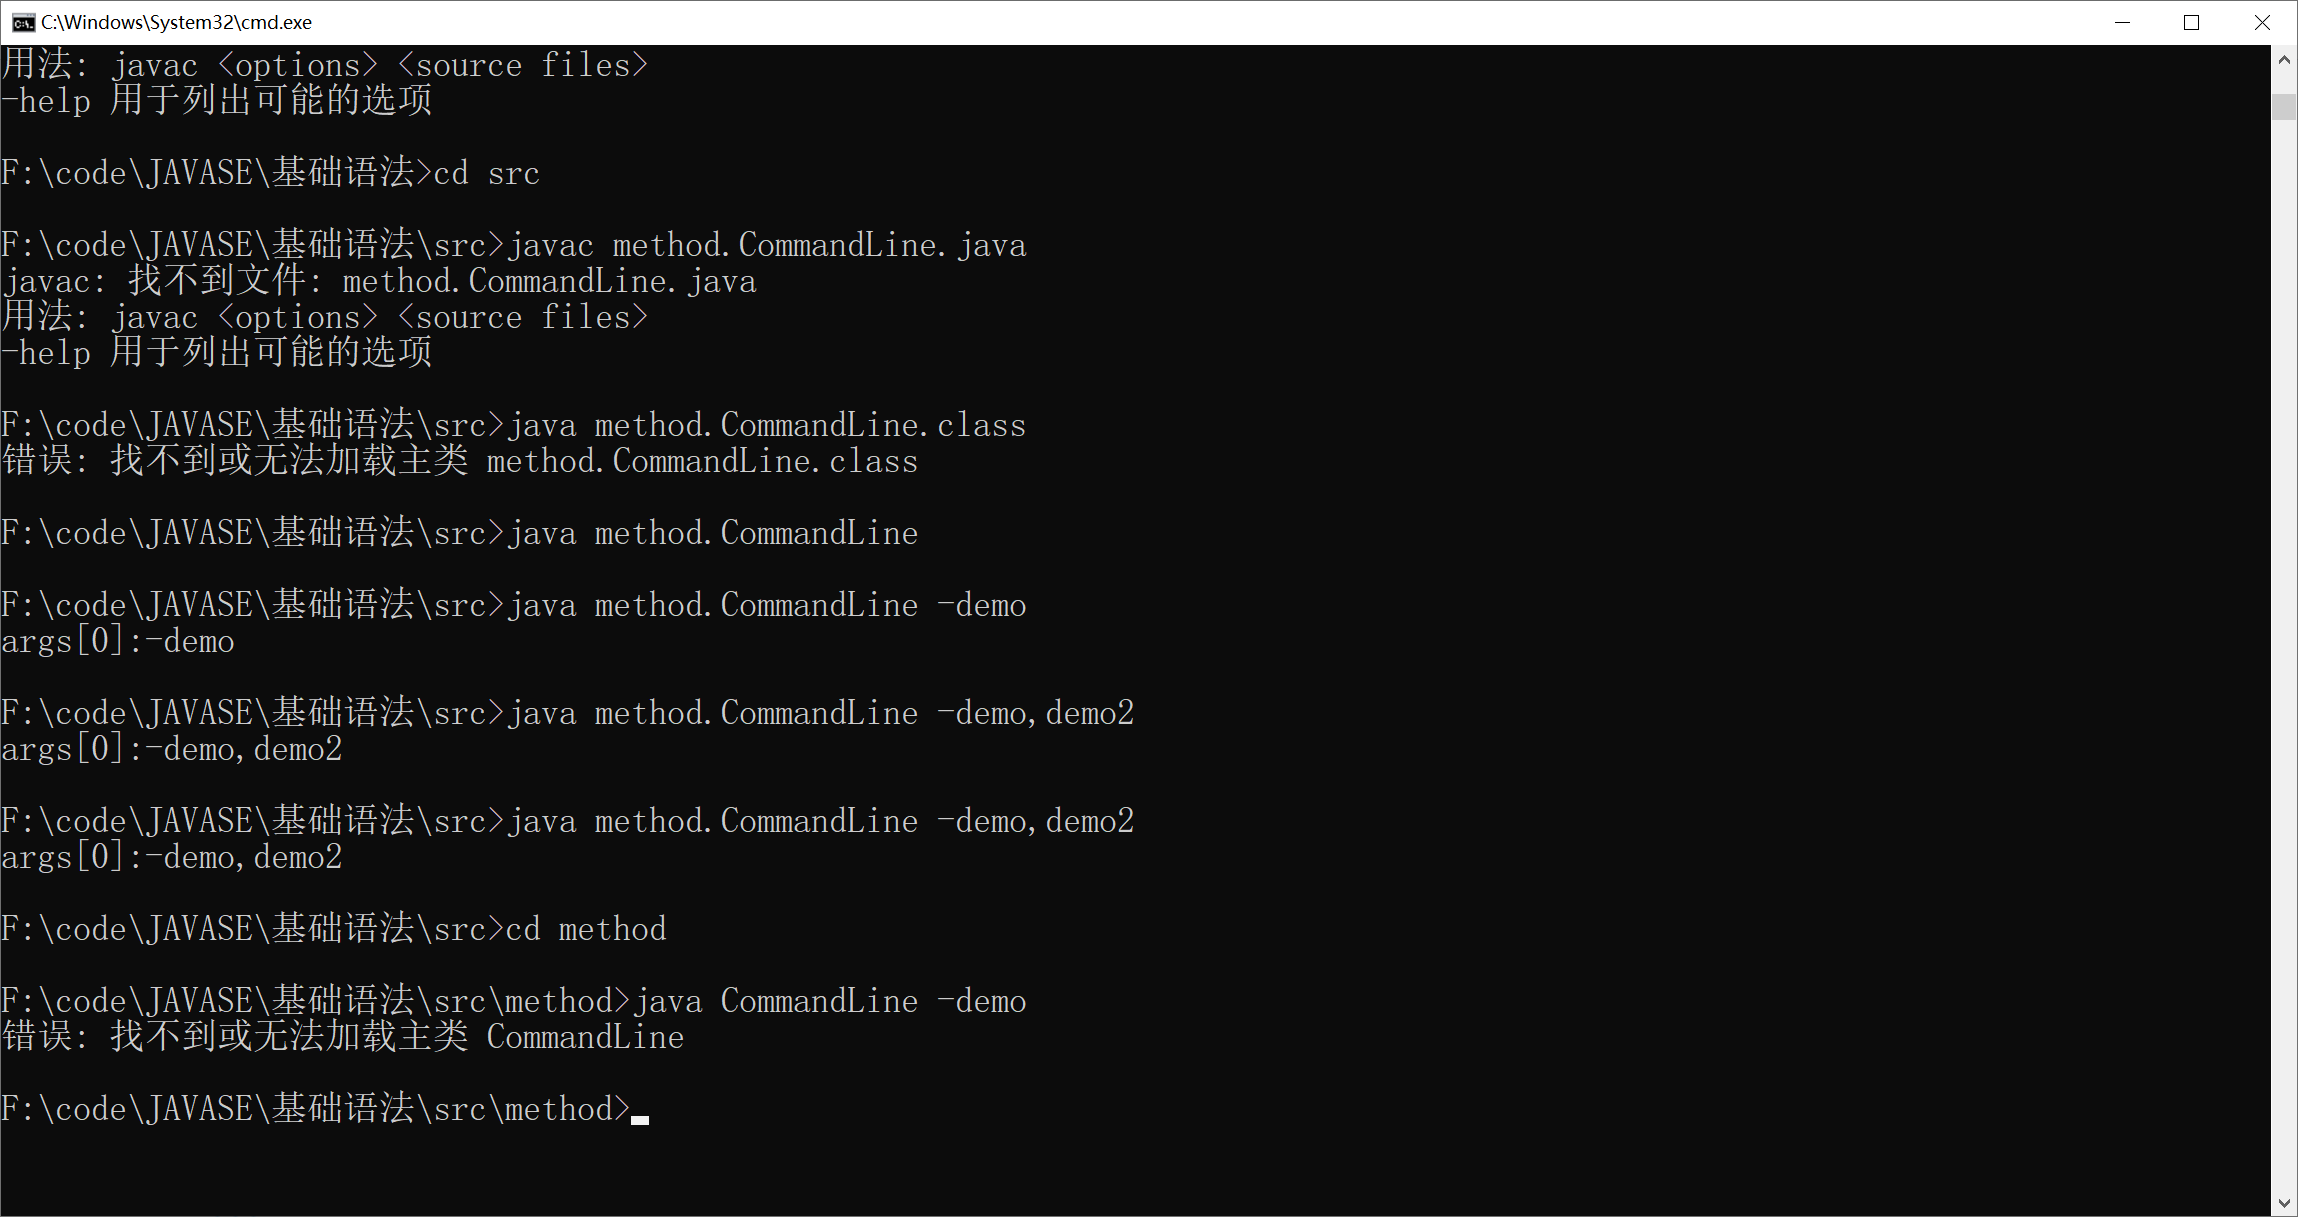 C:\Windows\System32\cmd.exe
用法: javac <options> <source files>
-help 用于列出可能的选项
F:\code\JAVASE\基础语法>cd src
F:\code\JAVASE\基础语法\src>javac method.CommandLine.java
javac: 找不到文件: method.CommandLine.java
用法: javac <options> <source files>
-help 用于列出可能的选项
F:\code\JAVASE\基础语法\src>java method.CommandLine.class
错误: 找不到或无法加载主类 method.CommandLine.class
F:\code\JAVASE\基础语法\src>java method.CommandLine
F:\code\JAVASE\基础语法\src>java method.CommandLine -demo
args[0]:-demo
F:\code\JAVASE\基础语法\src>java method.CommandLine -demo,demo2
args[0]:-demo,demo2
F:\code\JAVASE\基础语法\src>java method.CommandLine -demo,demo2
args[0]:-demo,demo2
F:\code\JAVASE\基础语法\src>cd method
F:\code\JAVASE\基础语法\src\method>java CommandLine -demo
错误: 找不到或无法加载主类 CommandLine
F:\code\JAVASE\基础语法\src\method>